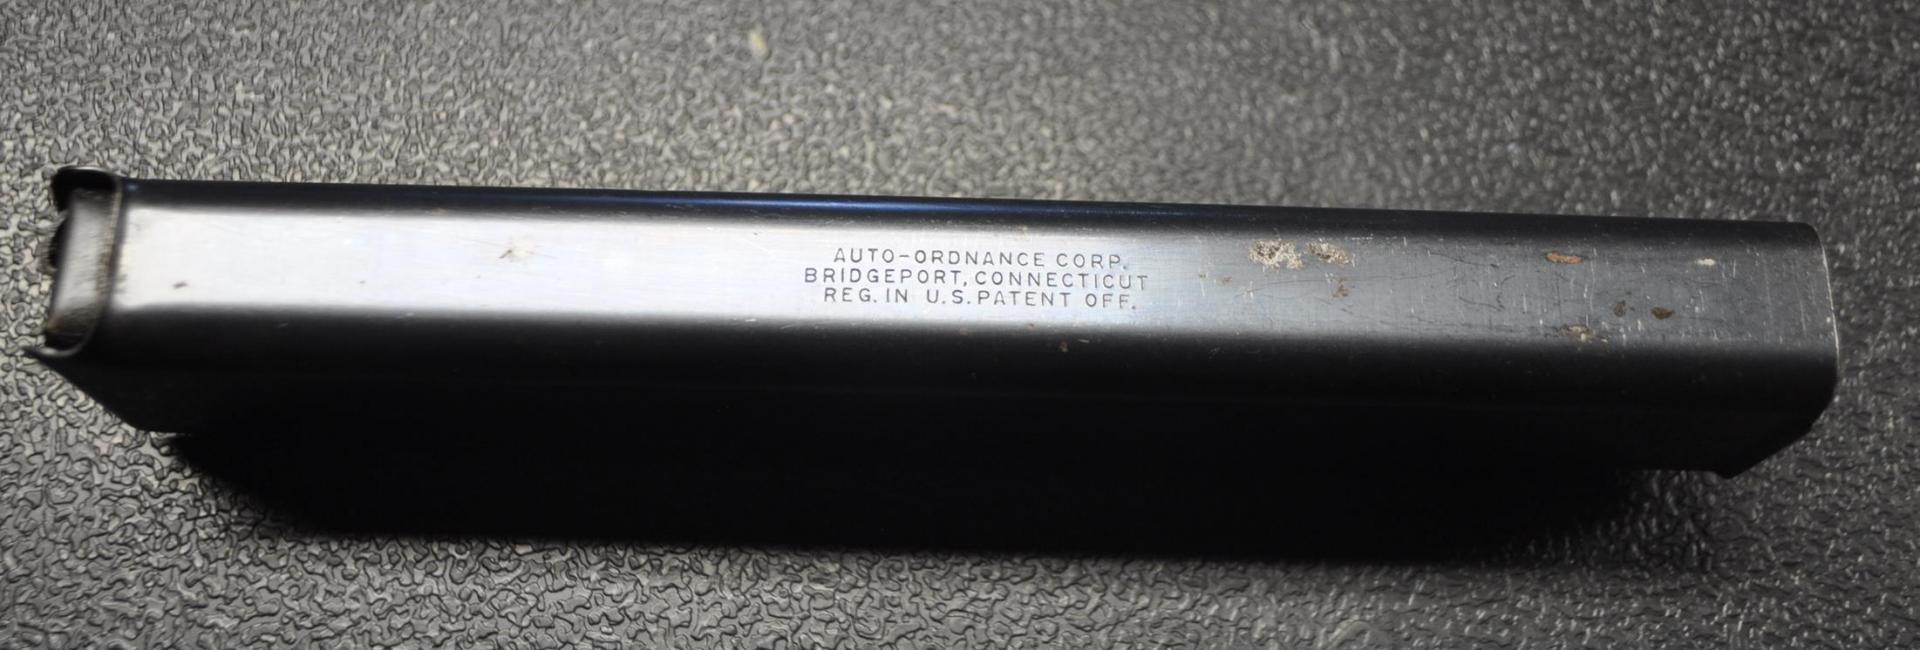 AUTO-ORDNANCE CORP.
BRIDGEPORT, CONNECTICUT
REG. IN U.S. PATENT OFF.